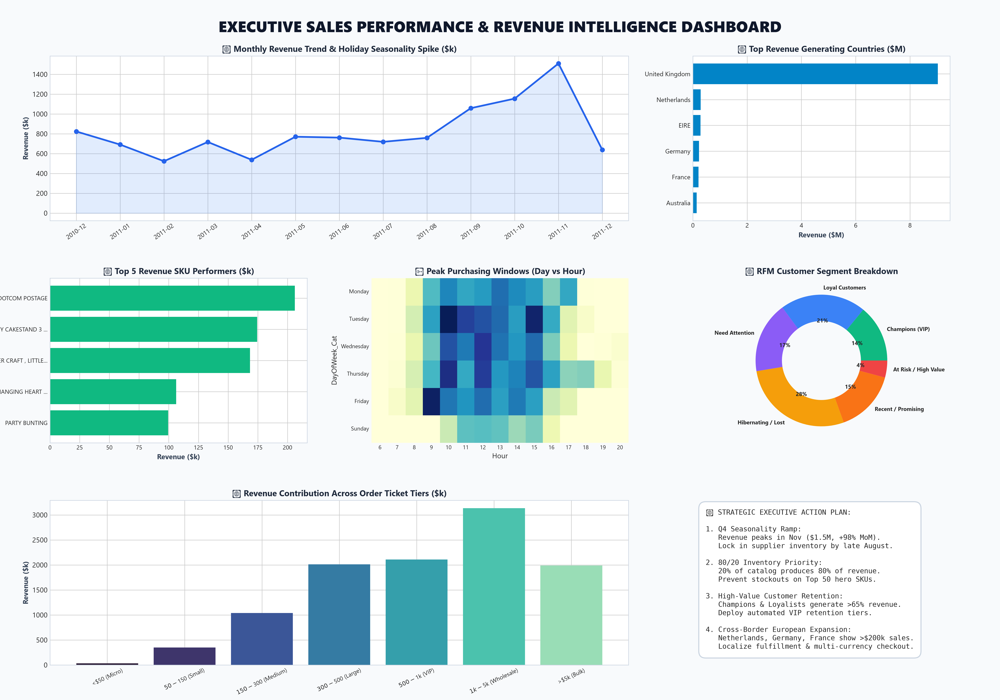 EXECUTIVE SALES PERFORMANCE & REVENUE INTELLIGENCE DASHBOARD
Monthly Revenue Trend & Holiday Seasonality Spike ($k)
Revenue ($k)
1400
1200
1000
800
600
400
200
0
2010-12
2011-01
2011-02
2011-03
2011-04
2011-05
2011-06
2011-07
2011-08
2011-09
2011-10
2011-11
2011-12
Top Revenue Generating Countries ($M)
United Kingdom
Netherlands
EIRE
Germany
France
Australia
0 2 4 6 8
Revenue ($M)
Top 5 Revenue SKU Performers ($k)
DOTCOM POSTAGE
Y CAKESTAND 3 ...
ER CRAFT , LITTLE...
HANGING HEART ...
PARTY BUNTING
0 25 50 75 100 125 150 175 200
Revenue ($k)
Peak Purchasing Windows (Day vs Hour)
DayOfWeek_Cat
Monday
Tuesday
Wednesday
Thursday
Friday
Sunday
6 7 8 9 10 11 12 13 14 15 16 17 18 19 20
Hour
RFM Customer Segment Breakdown
Loyal Customers
21%
Champions (VIP)
14%
Need Attention
17%
4%
At Risk / High Value
15%
Recent / Promising
28%
Hibernating / Lost
Revenue Contribution Across Order Ticket Tiers ($k)
Revenue ($k)
3000
2500
2000
1500
1000
500
0
<$50 (Micro)
50 − 150 (Small)
150 − 300 (Medium)
300 − 500 (Large)
500 − 1k (VIP)
1k − 5k (Wholesale)
>$5k (Bulk)
STRATEGIC EXECUTIVE ACTION PLAN:
1. Q4 Seasonality Ramp:
Revenue peaks in Nov ($1.5M, +98% MoM).
Lock in supplier inventory by late August.
2. 80/20 Inventory Priority:
20% of catalog produces 80% of revenue.
Prevent stockouts on Top 50 hero SKUs.
3. High-Value Customer Retention:
Champions & Loyalists generate >65% revenue.
Deploy automated VIP retention tiers.
4. Cross-Border European Expansion:
Netherlands, Germany, France show >$200k sales.
Localize fulfillment & multi-currency checkout.